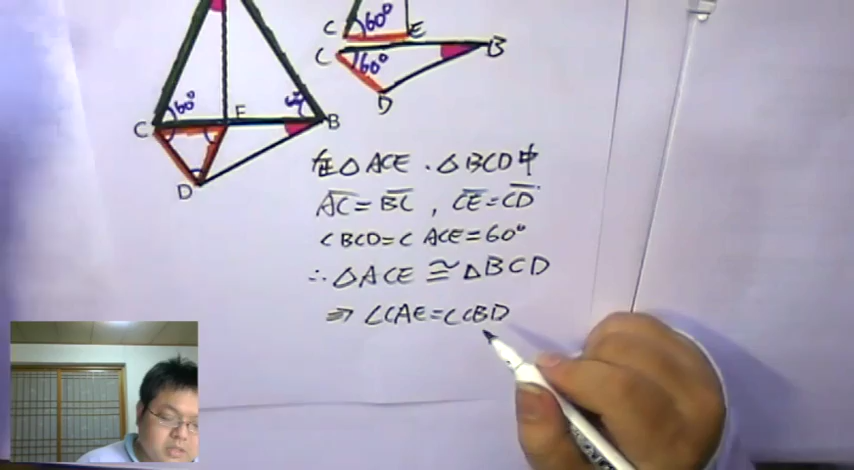 60°
C
E
C
60°
B
D
60°
60°
C
E
B
D
在△ACE、△BCD中
AC=BC , CE=CD
∠BCD=∠ACE=60°
∴△ACE≅△BCD
⇒∠CAE=∠CBD